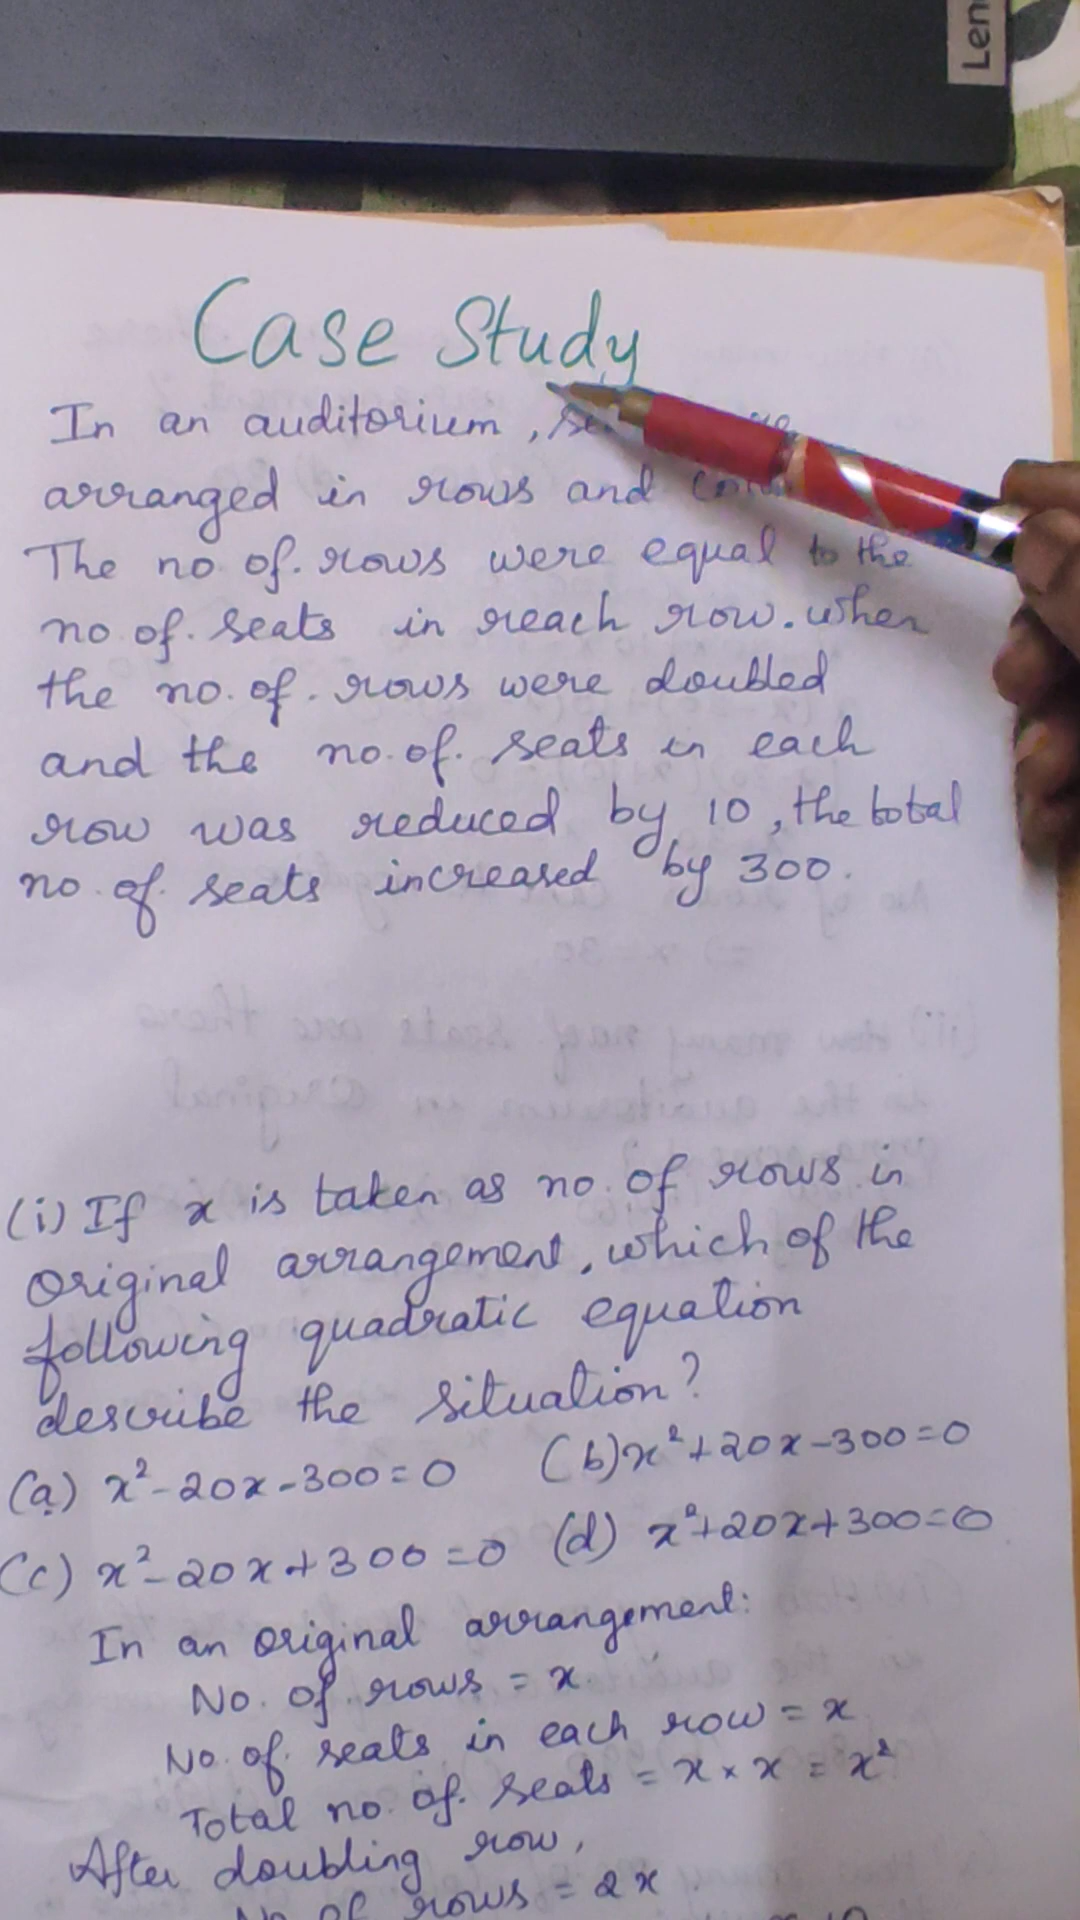 Len
Case Study
In an auditorium,
arranged in rows and
The no of. rows were equal to the
no of. seats in reach row. when
the no. of. rows were doubled
and the no. of. seats in each
row was reduced by 10, the total
no. of. seats increased by 300.
(i) If x is taken as no. of rows in
Original arrangement, which of the
following quadratic equation
describe the situation?
(a) x²-20x-300=0 (b) x²+20x-300=0
(c) x²-20x+300=0 (d) x²+20x+300=0
In an original arrangement:
No. of. rows = x
No. of. seats in each row = x
Total no. of. seats = x × x = x²
After doubling row,
No of rows = 2x